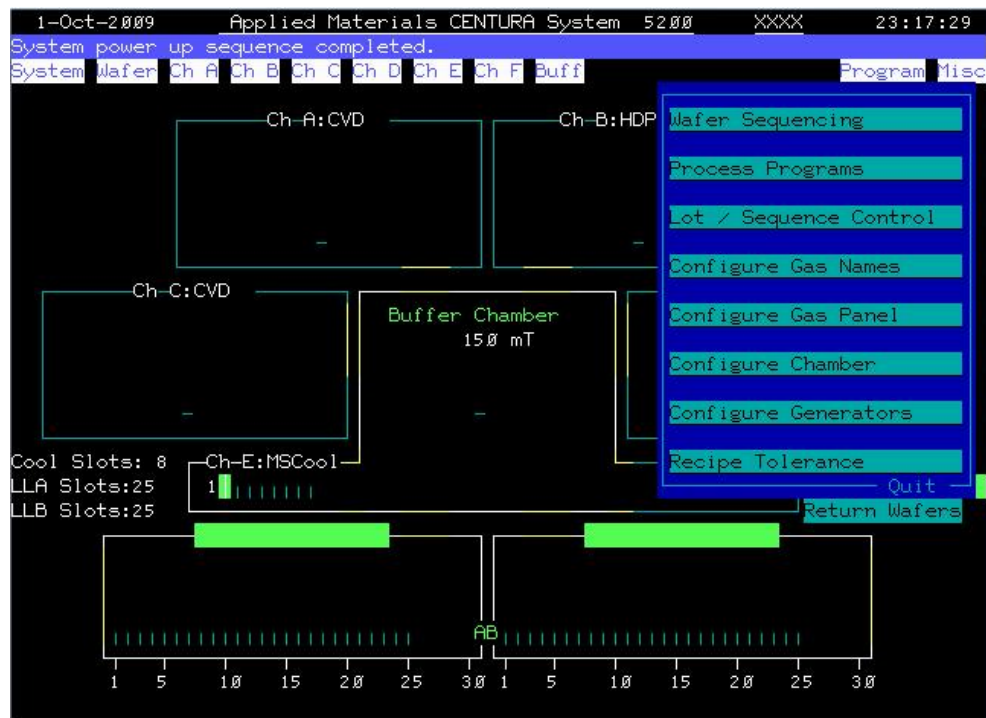 1-Oct-2009 Applied Materials CENTURA System 5200 XXXX 23:17:29
System power up sequence completed.
System Wafer Ch A Ch B Ch C Ch D Ch E Ch F Buff Program Misc
Ch-A:CVD Ch-B:HDP
Wafer Sequencing
Process Programs
Lot / Sequence Control
Configure Gas Names
Configure Gas Panel
Configure Chamber
Configure Generators
Recipe Tolerance
Quit
Ch-C:CVD
Buffer Chamber
150 mT
Cool Slots: 8 Ch-E:MSCool
LLA Slots:25 1
LLB Slots:25 Return Wafers
AB
1 5 10 15 20 25 30 1 5 10 15 20 25 30